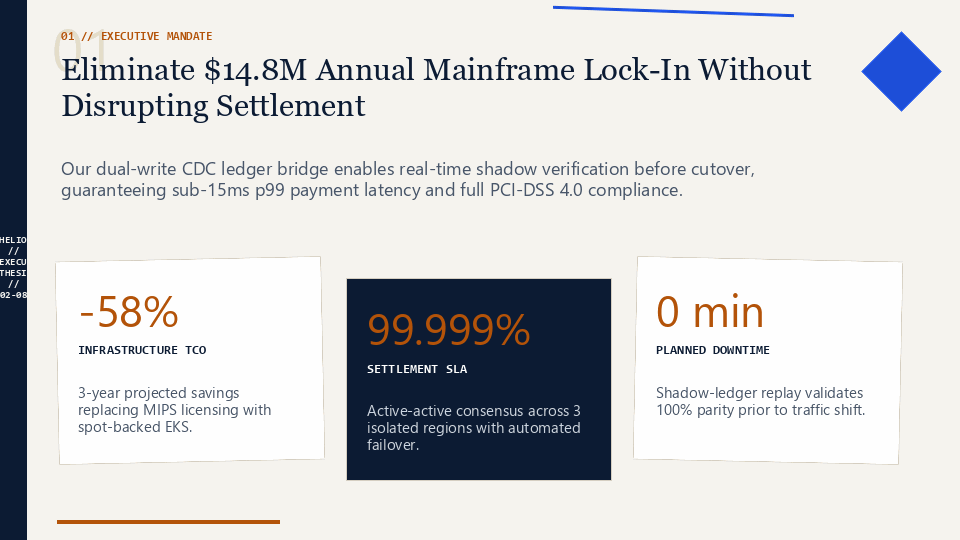 01
01 // EXECUTIVE MANDATE
Eliminate $14.8M Annual Mainframe Lock-In Without
Disrupting Settlement
Our dual-write CDC ledger bridge enables real-time shadow verification before cutover,
guaranteeing sub-15ms p99 payment latency and full PCI-DSS 4.0 compliance.
HELIO
//
EXECU
THESI
//
02-08
-58%
INFRASTRUCTURE TCO
3-year projected savings
replacing MIPS licensing with
spot-backed EKS.
99.999%
SETTLEMENT SLA
Active-active consensus across 3
isolated regions with automated
failover.
0 min
PLANNED DOWNTIME
Shadow-ledger replay validates
100% parity prior to traffic shift.